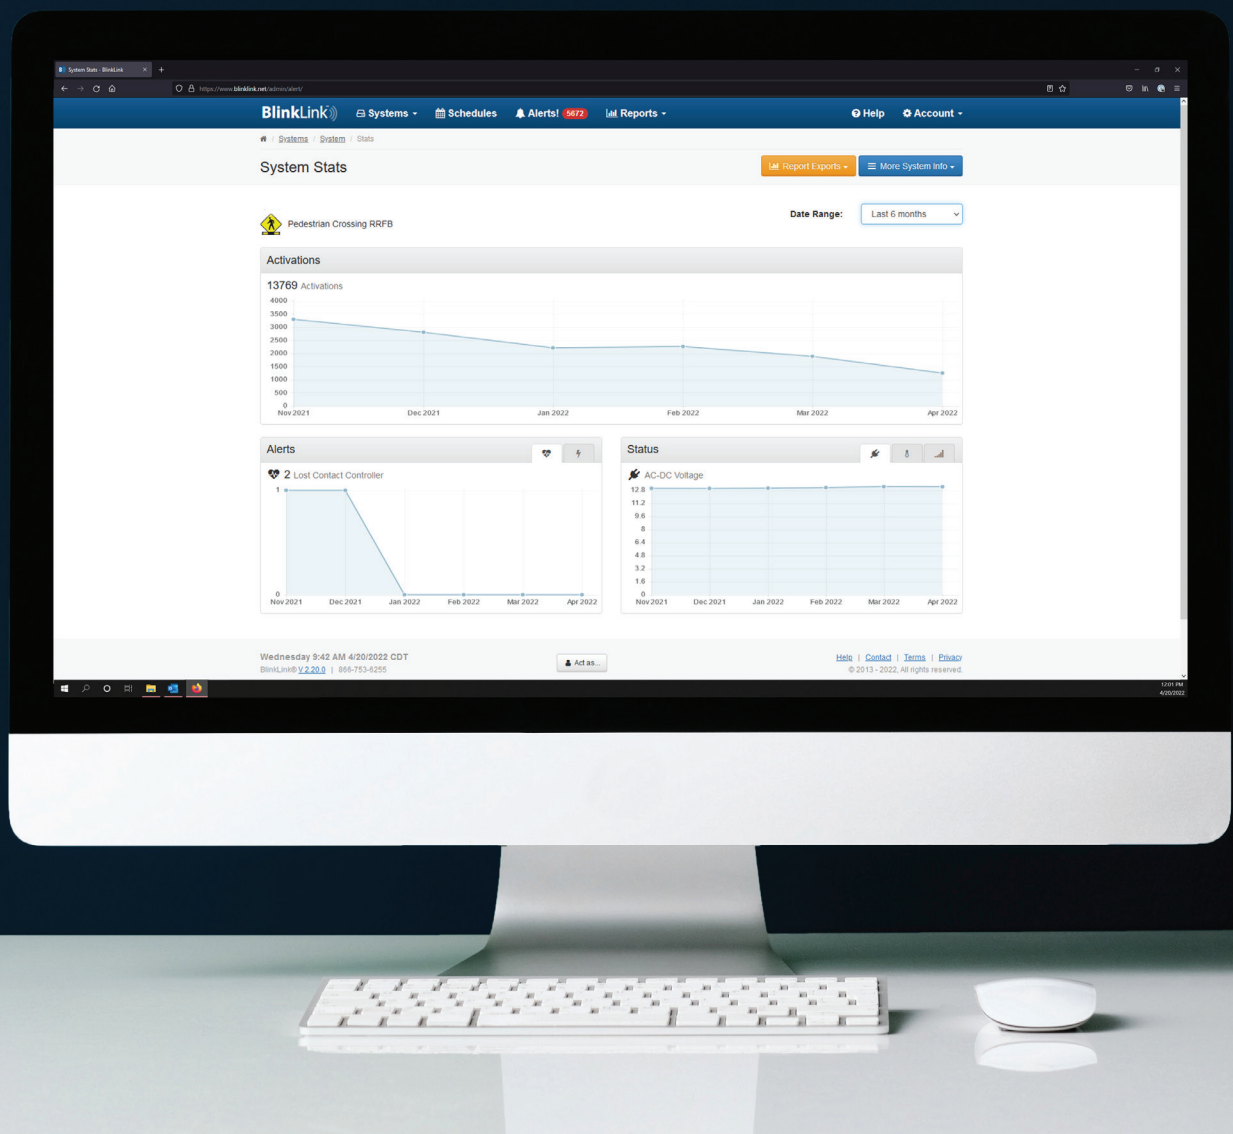 System Stats - BlinkLink
https://www.blinklink.net/admin/alert/
BlinkLink Systems Schedules Alerts! 5672 Reports Help Account
/ Systems / System / Stats
System Stats
Report Exports More System Info
Pedestrian Crossing RRFB
Date Range: Last 6 months
Activations
13769 Activations
4000
3500
3000
2500
2000
1500
1000
500
0
Nov 2021 Dec 2021 Jan 2022 Feb 2022 Mar 2022 Apr 2022
Alerts
2 Lost Contact Controller
1
0
Nov 2021 Dec 2021 Jan 2022 Feb 2022 Mar 2022 Apr 2022
Status
AC-DC Voltage
12.8
11.2
9.6
8
6.4
4.8
3.2
1.6
0
Nov 2021 Dec 2021 Jan 2022 Feb 2022 Mar 2022 Apr 2022
Wednesday 9:42 AM 4/20/2022 CDT
BlinkLink® V 2.20.0 | 866-753-6255
Act as...
Help | Contact | Terms | Privacy
© 2013 - 2022, All rights reserved.
12:01 PM
4/20/2022